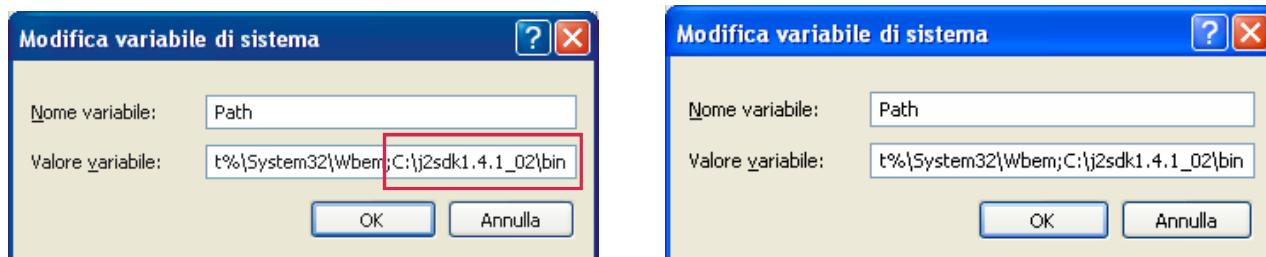 Modifica variabile di sistema
Nome variabile: Path
Valore variabile: t%\System32\Wbem;C:\j2sdk1.4.1_02\bin
OK Annulla
Modifica variabile di sistema
Nome variabile: Path
Valore variabile: t%\System32\Wbem;C:\j2sdk1.4.1_02\bin
OK Annulla